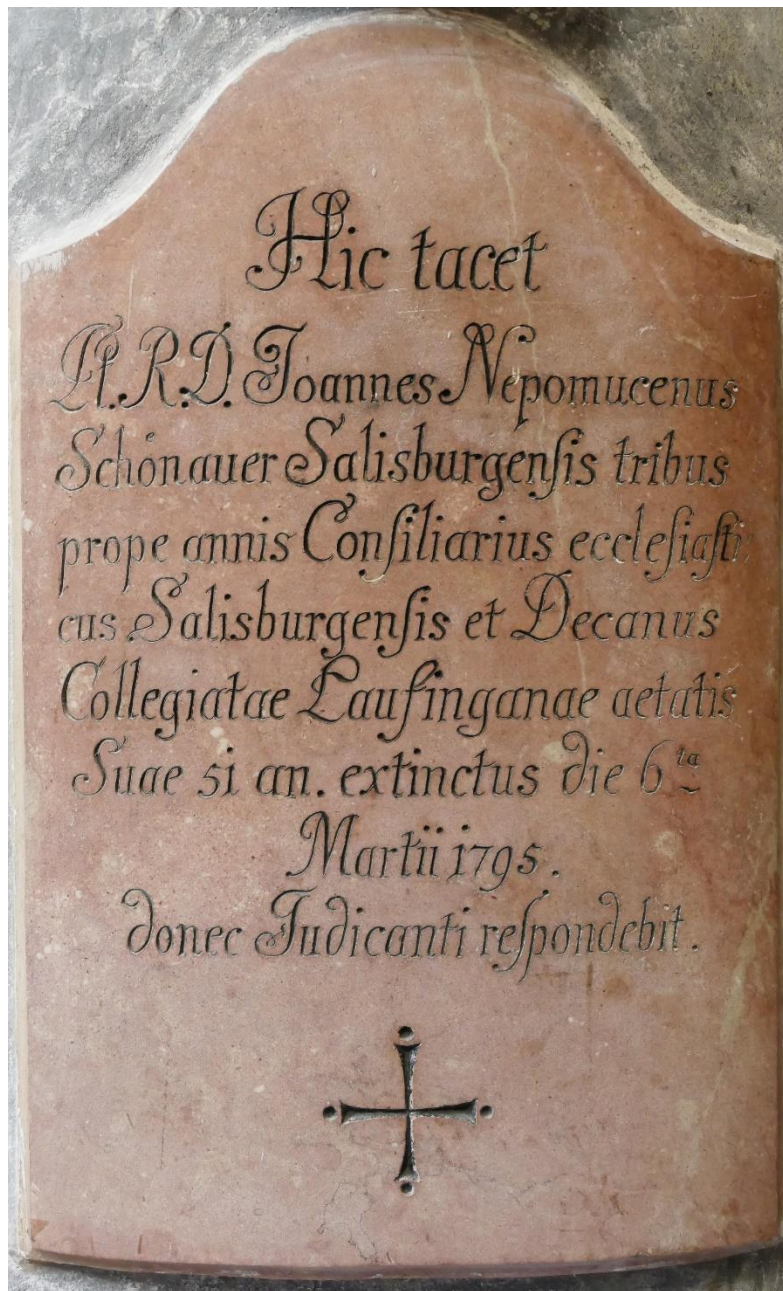 Hic tacet
Pl. R. D. Joannes Nepomucenus
Schönauer Salisburgenſis tribus
prope annis Conſiliarius eccleſiaſti
cus Salisburgenſis et Decanus
Collegiatae Laufinganae aetatis
Suae 51 an. extinctus die 6ta
Martii 1795.
donec Judicanti reſpondebit.